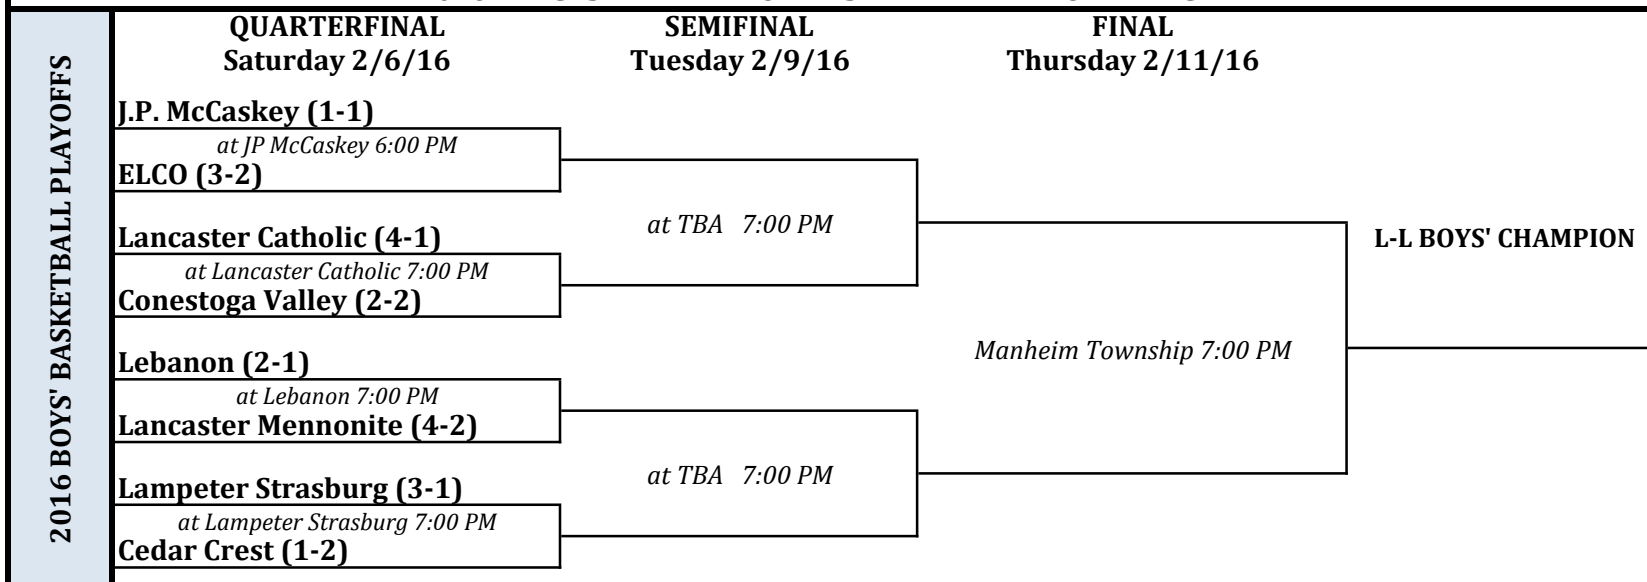 QUARTERFINAL SEMIFINAL FINAL
Saturday 2/6/16 Tuesday 2/9/16 Thursday 2/11/16
2016 BOYS' BASKETBALL PLAYOFFS
J.P. McCaskey (1-1)
at JP McCaskey 6:00 PM
ELCO (3-2)
at TBA 7:00 PM
Lancaster Catholic (4-1)
L-L BOYS' CHAMPION
at Lancaster Catholic 7:00 PM
Conestoga Valley (2-2)
Manheim Township 7:00 PM
Lebanon (2-1)
at Lebanon 7:00 PM
Lancaster Mennonite (4-2)
at TBA 7:00 PM
Lampeter Strasburg (3-1)
at Lampeter Strasburg 7:00 PM
Cedar Crest (1-2)